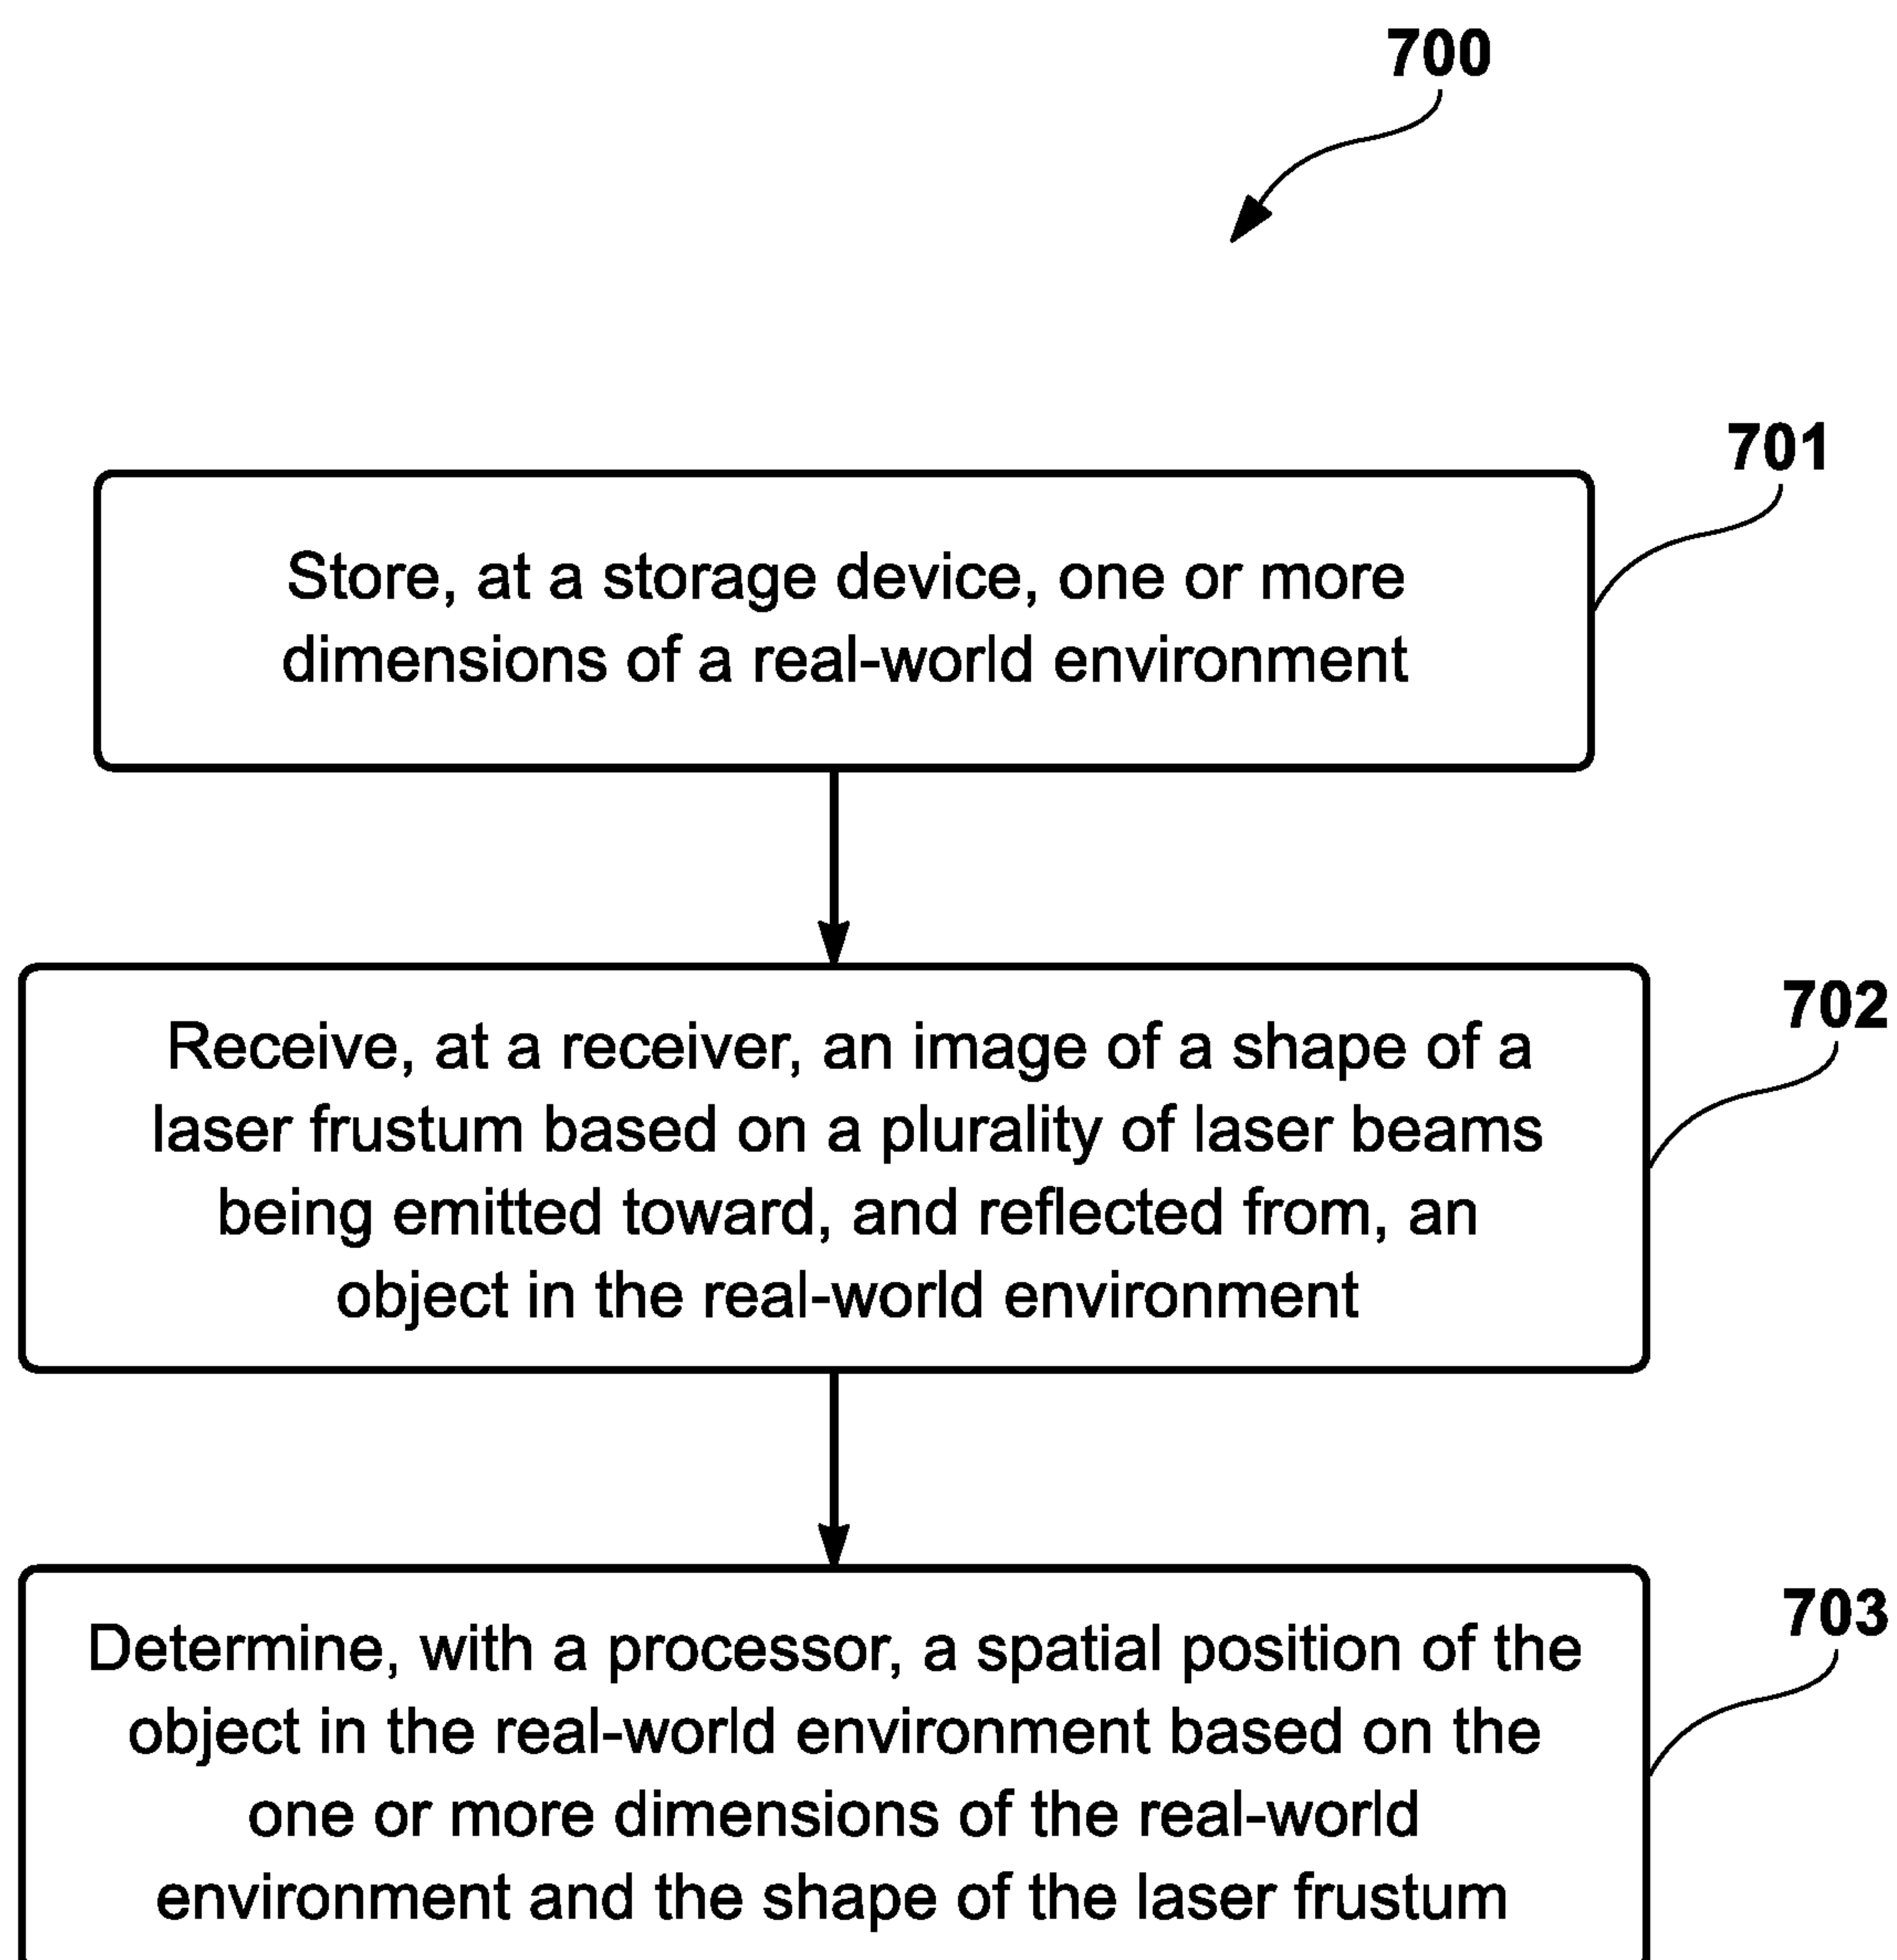 700
701
Store, at a storage device, one or more
dimensions of a real-world environment
702
Receive, at a receiver, an image of a shape of a
laser frustum based on a plurality of laser beams
being emitted toward, and reflected from, an
object in the real-world environment
703
Determine, with a processor, a spatial position of the
object in the real-world environment based on the
one or more dimensions of the real-world
environment and the shape of the laser frustum